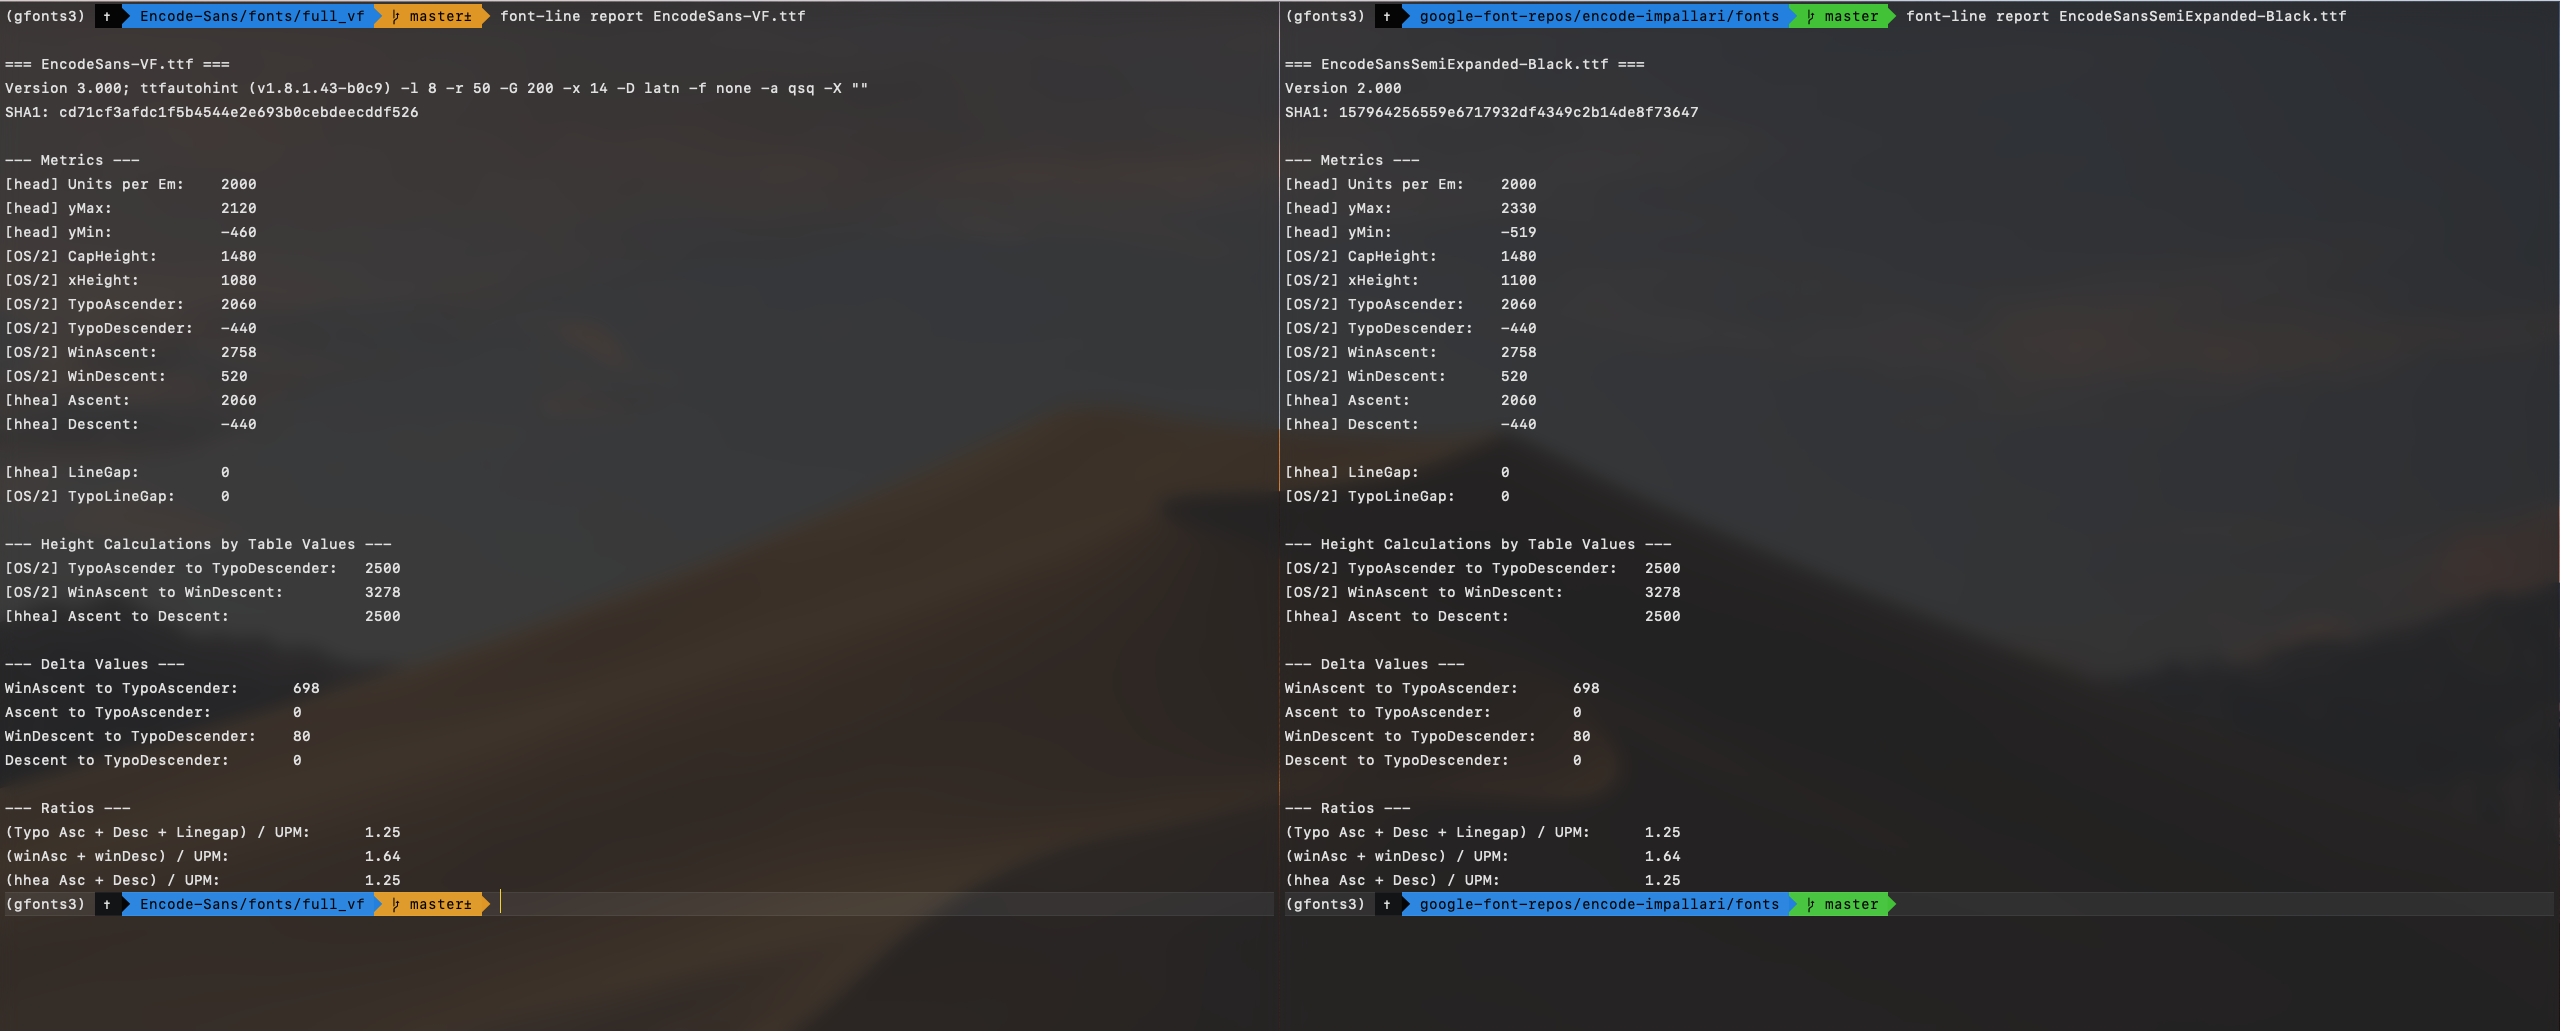 (gfonts3) † Encode-Sans/fonts/full_vf master± font-line report EncodeSans-VF.ttf

=== EncodeSans-VF.ttf ===
Version 3.000; ttfautohint (v1.8.1.43-b0c9) -l 8 -r 50 -G 200 -x 14 -D latn -f none -a qsq -X ""
SHA1: cd71cf3afdc1f5b4544e2e693b0cebdeecddf526

--- Metrics ---
[head] Units per Em: 2000
[head] yMax: 2120
[head] yMin: -460
[OS/2] CapHeight: 1480
[OS/2] xHeight: 1080
[OS/2] TypoAscender: 2060
[OS/2] TypoDescender: -440
[OS/2] WinAscent: 2758
[OS/2] WinDescent: 520
[hhea] Ascent: 2060
[hhea] Descent: -440

[hhea] LineGap: 0
[OS/2] TypoLineGap: 0

--- Height Calculations by Table Values ---
[OS/2] TypoAscender to TypoDescender: 2500
[OS/2] WinAscent to WinDescent: 3278
[hhea] Ascent to Descent: 2500

--- Delta Values ---
WinAscent to TypoAscender: 698
Ascent to TypoAscender: 0
WinDescent to TypoDescender: 80
Descent to TypoDescender: 0

--- Ratios ---
(Typo Asc + Desc + Linegap) / UPM: 1.25
(winAsc + winDesc) / UPM: 1.64
(hhea Asc + Desc) / UPM: 1.25
(gfonts3) † Encode-Sans/fonts/full_vf master±

(gfonts3) † google-font-repos/encode-impallari/fonts master font-line report EncodeSansSemiExpanded-Black.ttf

=== EncodeSansSemiExpanded-Black.ttf ===
Version 2.000
SHA1: 157964256559e6717932df4349c2b14de8f73647

--- Metrics ---
[head] Units per Em: 2000
[head] yMax: 2330
[head] yMin: -519
[OS/2] CapHeight: 1480
[OS/2] xHeight: 1100
[OS/2] TypoAscender: 2060
[OS/2] TypoDescender: -440
[OS/2] WinAscent: 2758
[OS/2] WinDescent: 520
[hhea] Ascent: 2060
[hhea] Descent: -440

[hhea] LineGap: 0
[OS/2] TypoLineGap: 0

--- Height Calculations by Table Values ---
[OS/2] TypoAscender to TypoDescender: 2500
[OS/2] WinAscent to WinDescent: 3278
[hhea] Ascent to Descent: 2500

--- Delta Values ---
WinAscent to TypoAscender: 698
Ascent to TypoAscender: 0
WinDescent to TypoDescender: 80
Descent to TypoDescender: 0

--- Ratios ---
(Typo Asc + Desc + Linegap) / UPM: 1.25
(winAsc + winDesc) / UPM: 1.64
(hhea Asc + Desc) / UPM: 1.25
(gfonts3) † google-font-repos/encode-impallari/fonts master